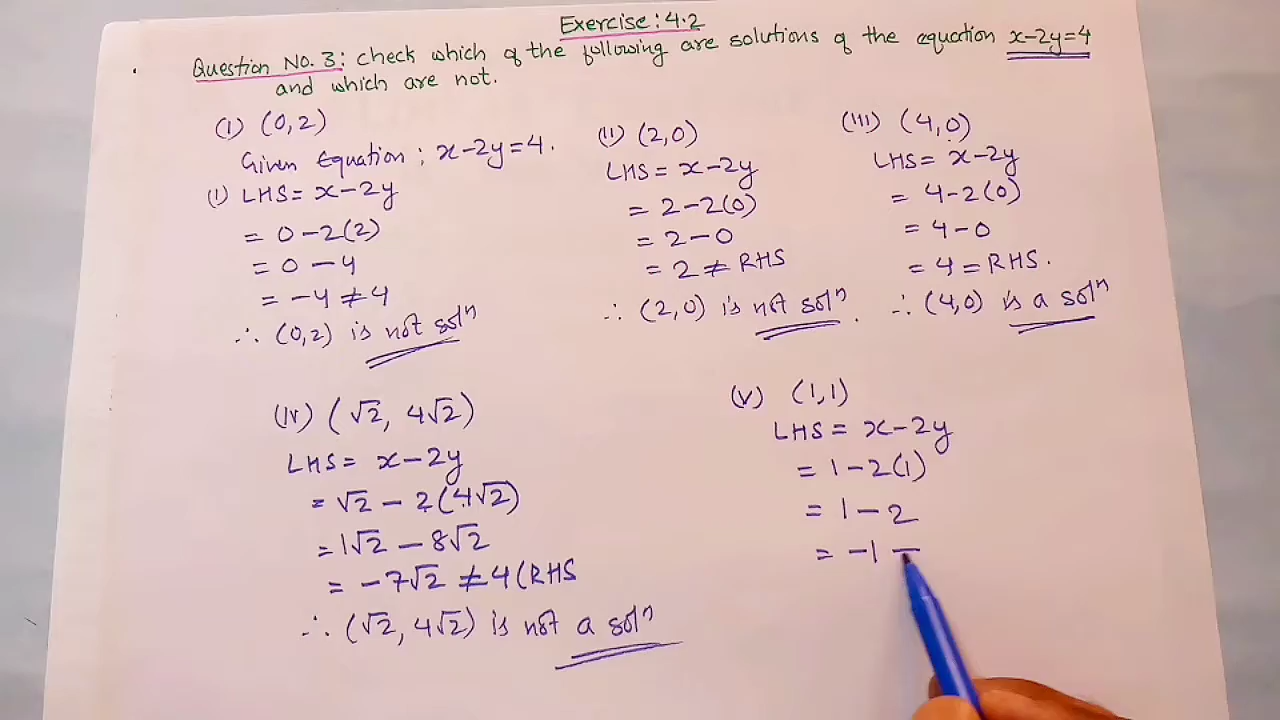 Exercise: 4.2
Question No. 3: check which of the following are solutions of the equation x-2y=4
and which are not.
(I) (0,2)
Given Equation; x-2y=4.
(I) LHS = x-2y
= 0-2(2)
= 0-4
= -4≠4
∴ (0,2) is not solⁿ
(II) (2,0)
LHS = x-2y
= 2-2(0)
= 2-0
= 2≠RHS
∴ (2,0) is not solⁿ.
(III) (4,0)
LHS = x-2y
= 4-2(0)
= 4-0
= 4=RHS.
∴ (4,0) is a solⁿ
(IV) (√2, 4√2)
LHS = x-2y
= √2 - 2(4√2)
= 1√2 - 8√2
= -7√2 ≠4(RHS
∴ (√2, 4√2) is not a solⁿ
(V) (1,1)
LHS = x-2y
= 1-2(1)
= 1-2
= -1 -